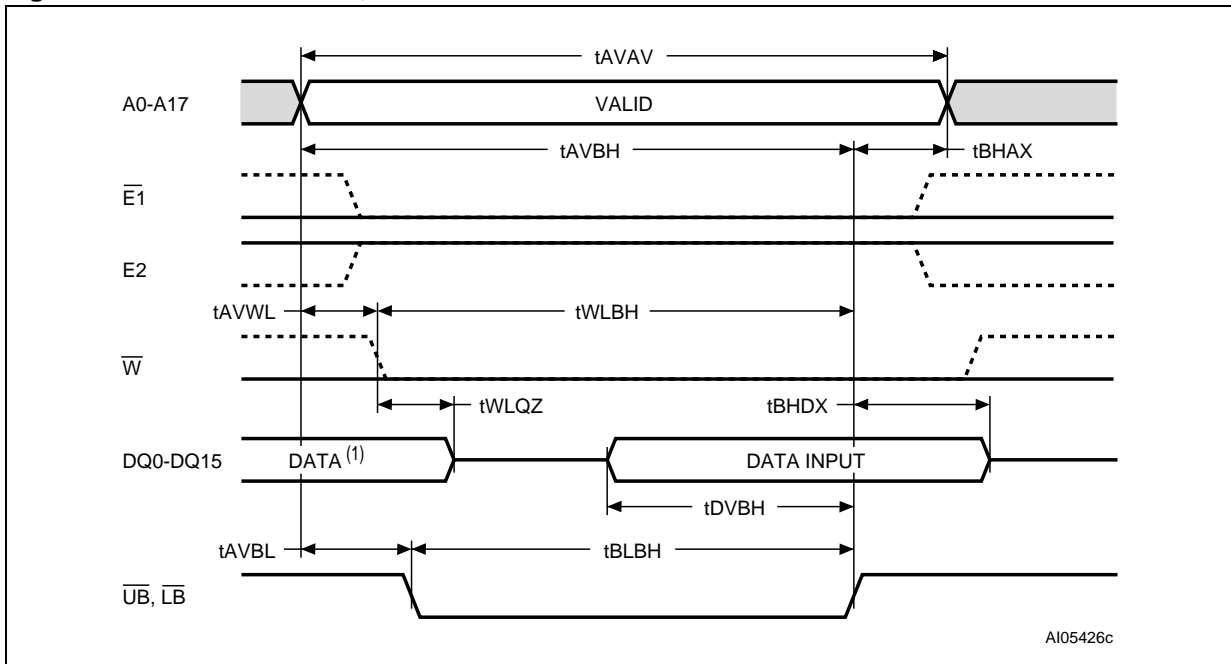 tAVAV
A0-A17 VALID
tAVBH tBHAX
E1
E2
tAVWL tWLBH
W
tWLQZ tBHDX
DQ0-DQ15 DATA (1) DATA INPUT
tDVBH
tAVBL tBLBH
UB, LB
AI05426c